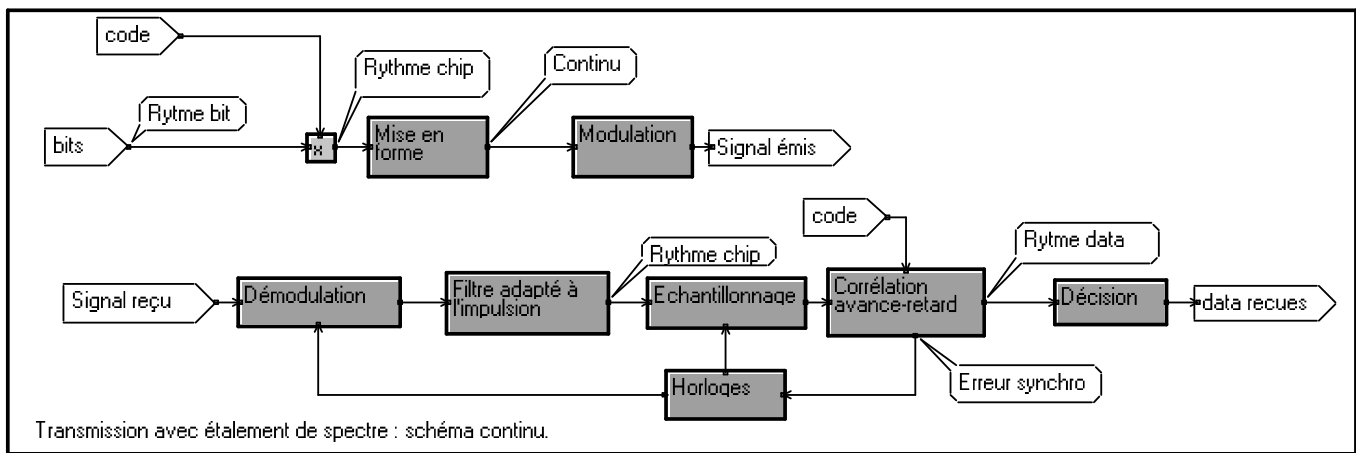 code
Rythme chip
Continu
Rytme bit
bits
x
Mise en
forme
Modulation
Signal émis
code
Rytme data
Rythme chip
Signal reçu
Démodulation
Filtre adapté à
l'impulsion
Echantillonnage
Corrélation
avance-retard
Décision
data recues
Horloges
Erreur synchro
Transmission avec étalement de spectre : schéma continu.